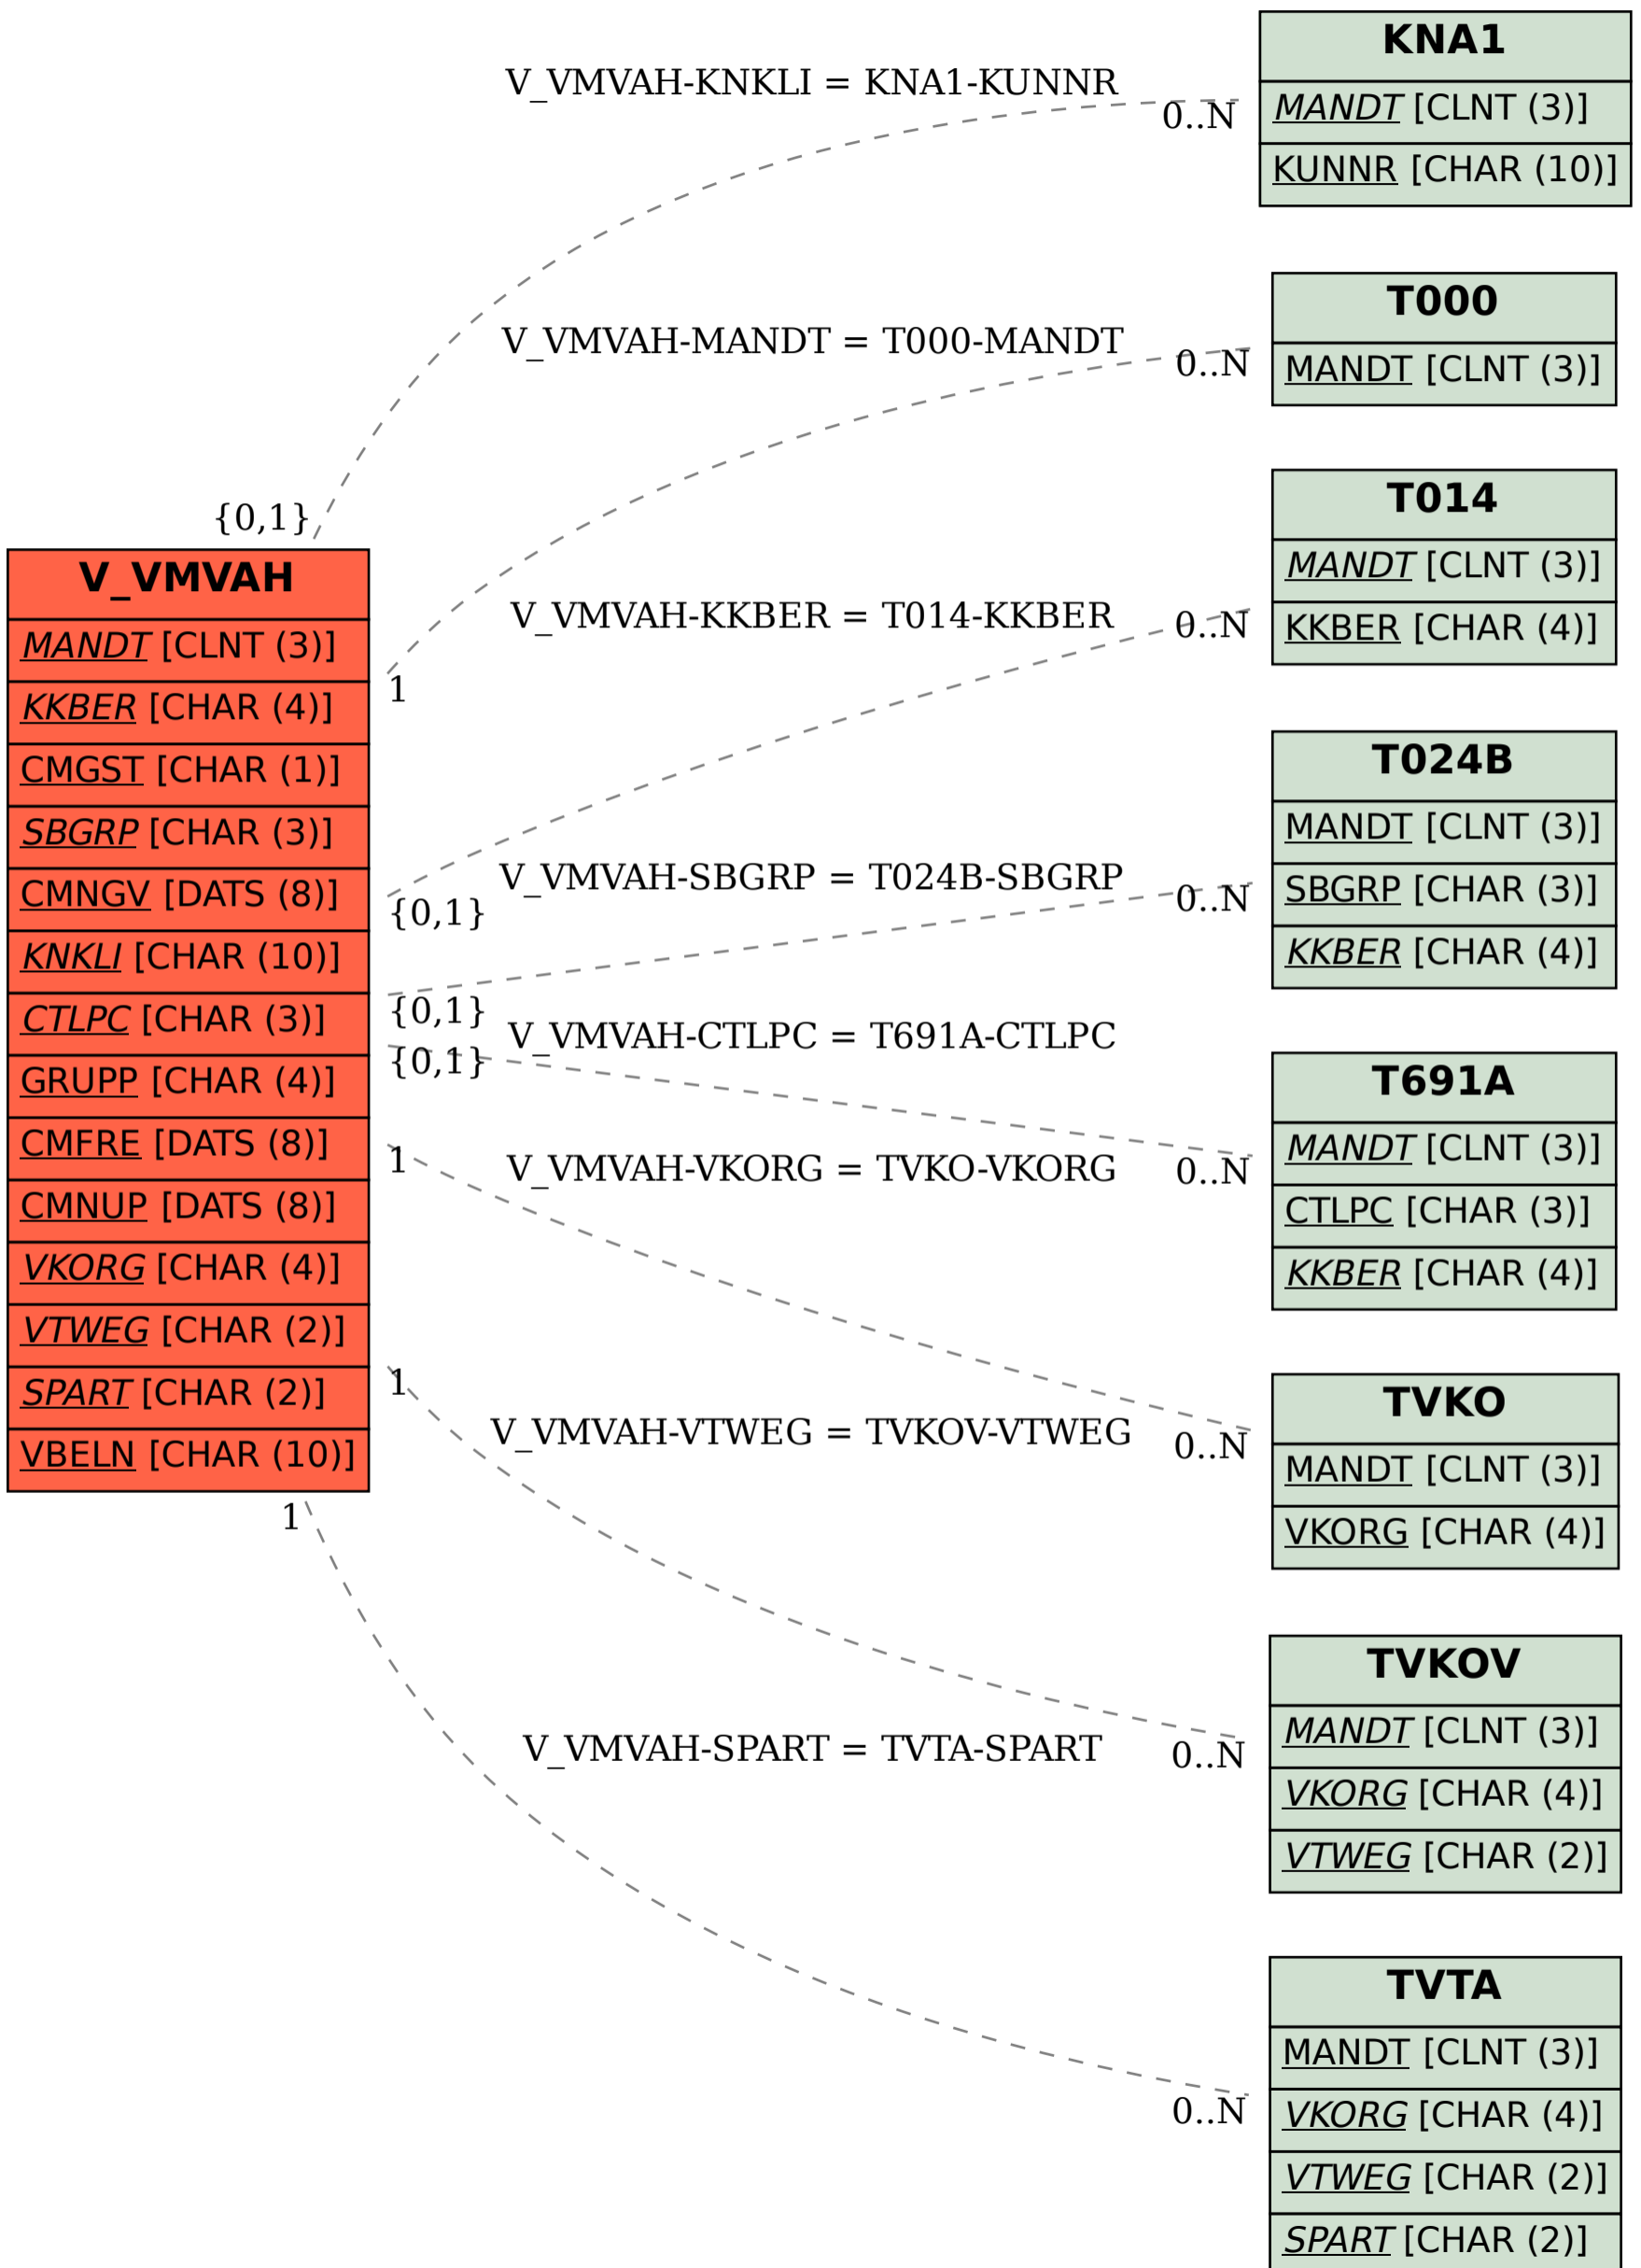 KNA1
MANDT [CLNT (3)]
KUNNR [CHAR (10)]
V_VMVAH-KNKLI = KNA1-KUNNR
0..N
{0,1}
T000
MANDT [CLNT (3)]
V_VMVAH-MANDT = T000-MANDT
0..N
1
T014
MANDT [CLNT (3)]
KKBER [CHAR (4)]
V_VMVAH-KKBER = T014-KKBER
0..N
{0,1}
V_VMVAH
MANDT [CLNT (3)]
KKBER [CHAR (4)]
CMGST [CHAR (1)]
SBGRP [CHAR (3)]
CMNGV [DATS (8)]
KNKLI [CHAR (10)]
CTLPC [CHAR (3)]
GRUPP [CHAR (4)]
CMFRE [DATS (8)]
CMNUP [DATS (8)]
VKORG [CHAR (4)]
VTWEG [CHAR (2)]
SPART [CHAR (2)]
VBELN [CHAR (10)]
T024B
MANDT [CLNT (3)]
SBGRP [CHAR (3)]
KKBER [CHAR (4)]
V_VMVAH-SBGRP = T024B-SBGRP
0..N
{0,1}
V_VMVAH-CTLPC = T691A-CTLPC
{0,1}
0..N
T691A
MANDT [CLNT (3)]
CTLPC [CHAR (3)]
KKBER [CHAR (4)]
V_VMVAH-VKORG = TVKO-VKORG
1
0..N
TVKO
MANDT [CLNT (3)]
VKORG [CHAR (4)]
V_VMVAH-VTWEG = TVKOV-VTWEG
1
0..N
TVKOV
MANDT [CLNT (3)]
VKORG [CHAR (4)]
VTWEG [CHAR (2)]
V_VMVAH-SPART = TVTA-SPART
1
0..N
TVTA
MANDT [CLNT (3)]
VKORG [CHAR (4)]
VTWEG [CHAR (2)]
SPART [CHAR (2)]